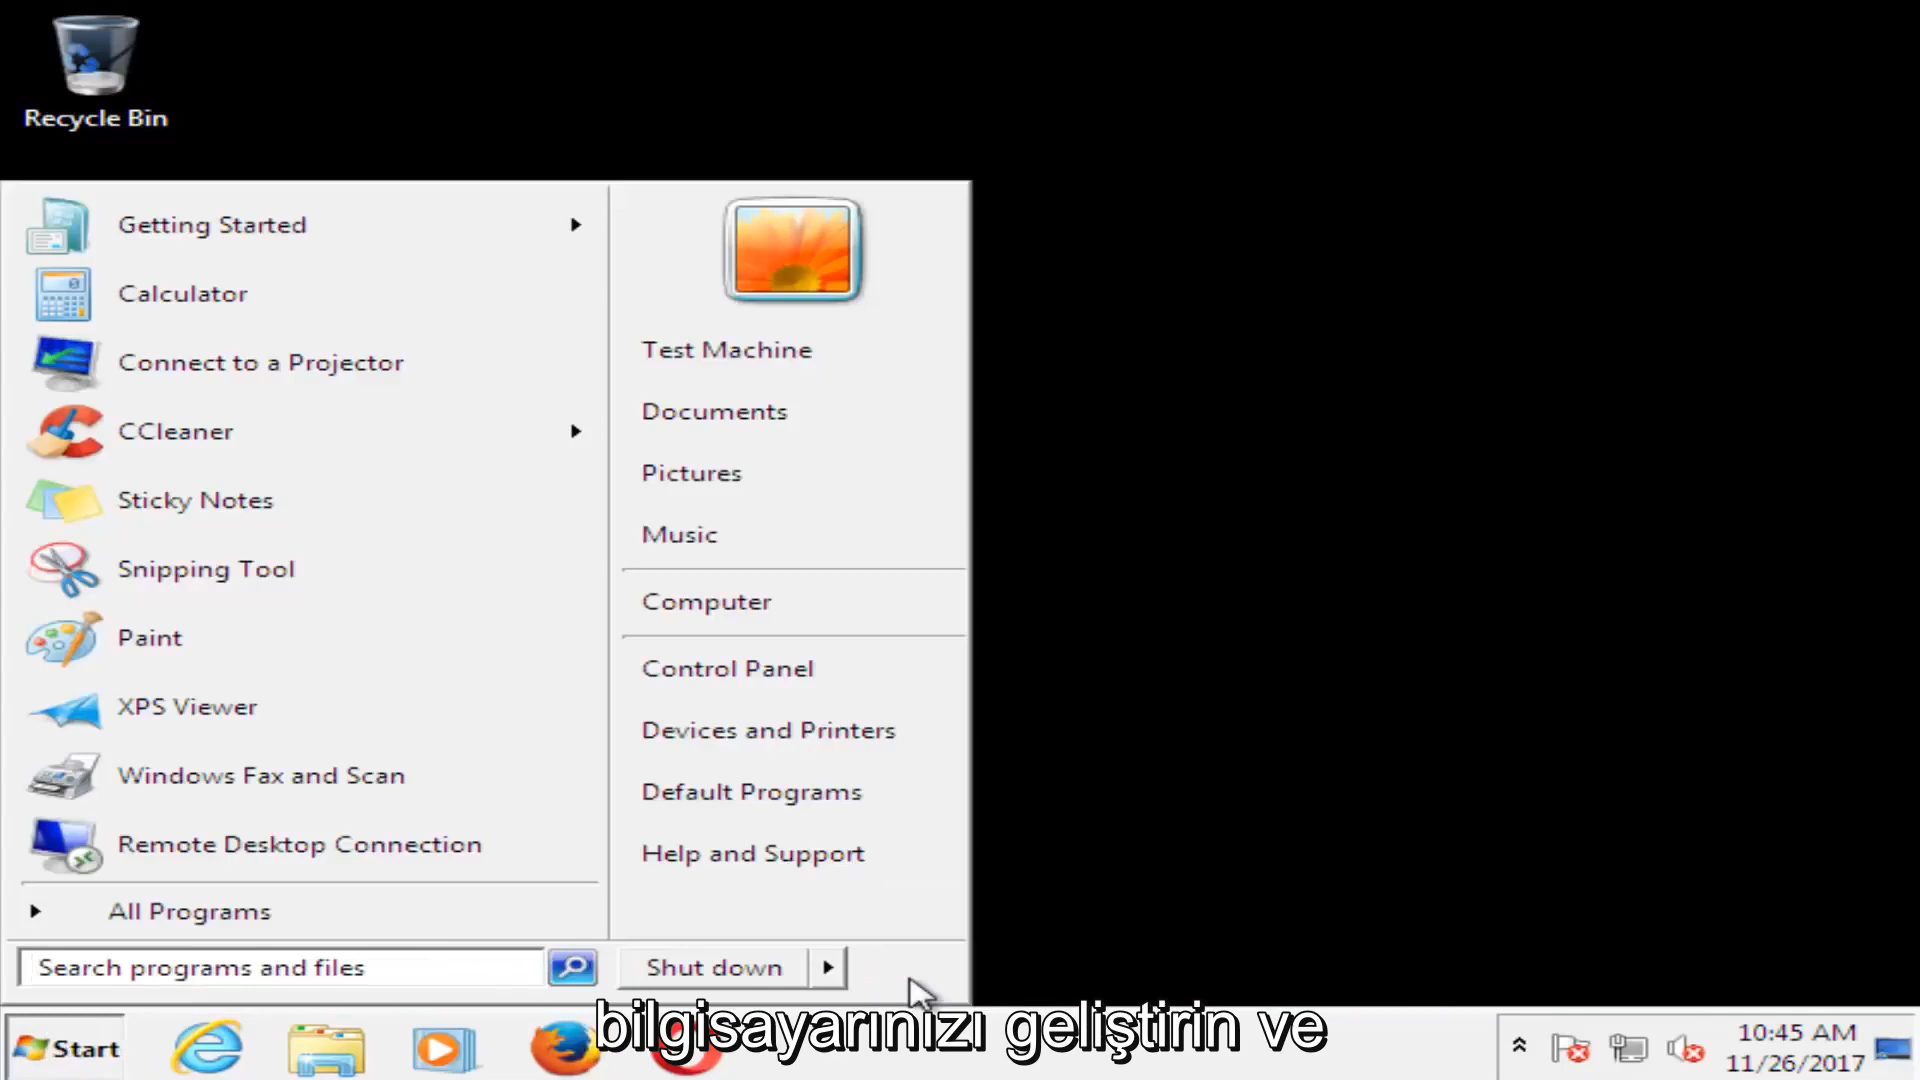 Recycle Bin
Getting Started
Calculator
Connect to a Projector
CCleaner
Sticky Notes
Snipping Tool
Paint
XPS Viewer
Windows Fax and Scan
Remote Desktop Connection
All Programs
Search programs and files
Test Machine
Documents
Pictures
Music
Computer
Control Panel
Devices and Printers
Default Programs
Help and Support
Shut down
bilgisayarınızı geliştirin ve
Start
10:45 AM
11/26/2017